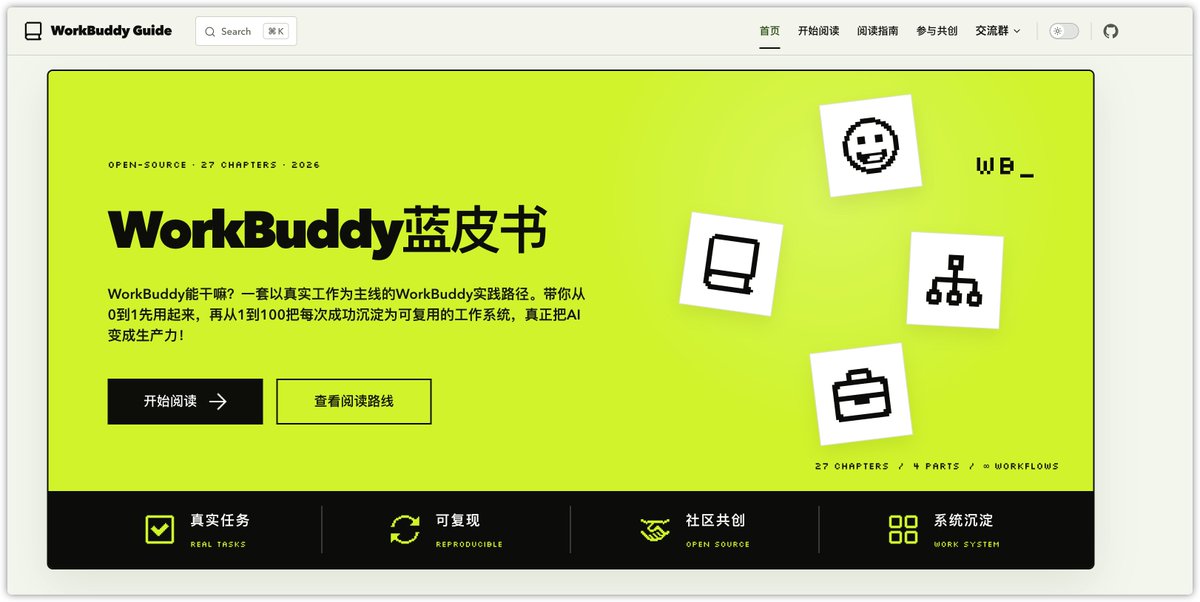 WorkBuddy Guide
Search
⌘ K
首页
开始阅读
阅读指南
参与共创
交流群
OPEN-SOURCE · 27 CHAPTERS · 2026
WB_
WorkBuddy蓝皮书
WorkBuddy能干嘛？一套以真实工作为主线的WorkBuddy实践路径。带你从
0到1先用起来，再从1到100把每次成功沉淀为可复用的工作系统，真正把AI
变成生产力！
开始阅读 →
查看阅读路线
27 CHAPTERS / 4 PARTS / ∞ WORKFLOWS
真实任务
REAL TASKS
可复现
REPRODUCIBLE
社区共创
OPEN SOURCE
系统沉淀
WORK SYSTEM